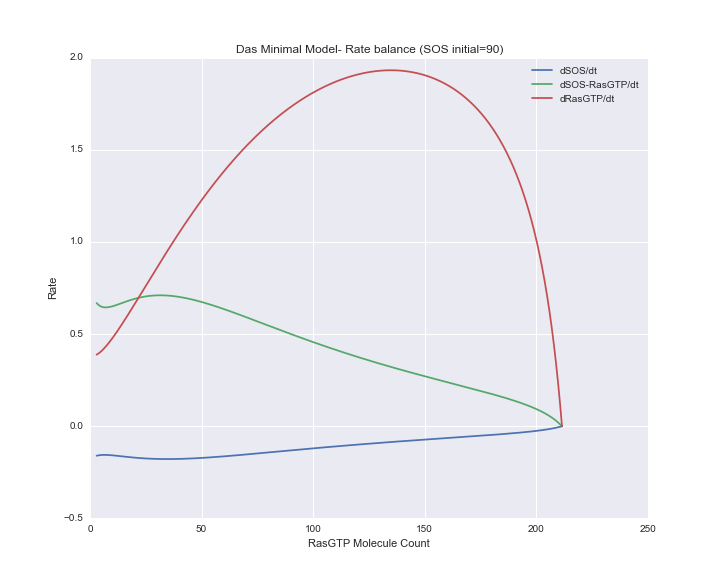 Das Minimal Model- Rate balance (SOS initial=90)
dSOS/dt
dSOS-RasGTP/dt
dRasGTP/dt
2.0
1.5
1.0
0.5
0.0
−0.5
Rate
0
50
100
150
200
250
RasGTP Molecule Count